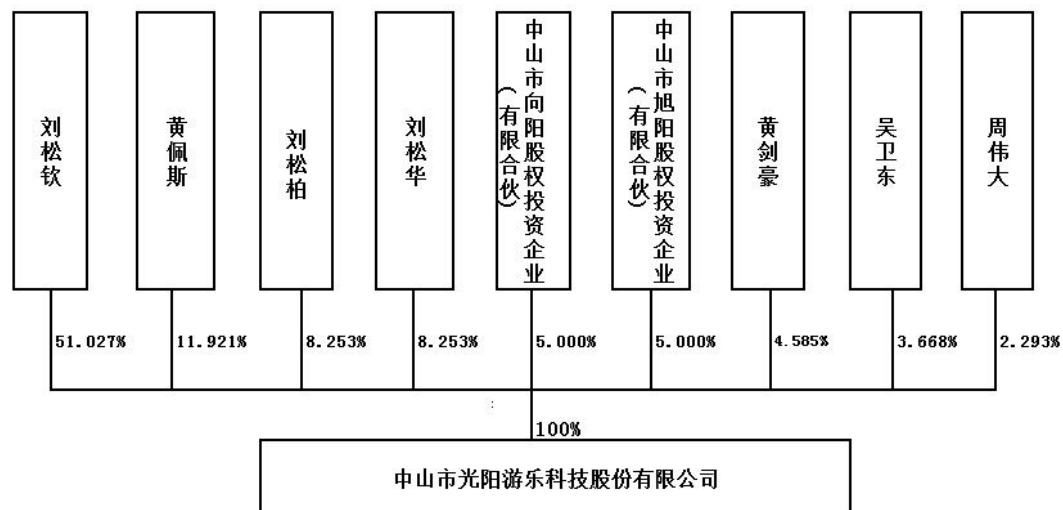 刘松钦
黄佩斯
刘松柏
刘松华
中山市向阳股权投资企业
（有限合伙）
中山市旭阳股权投资企业
（有限合伙）
黄剑豪
吴卫东
周伟大
51.027%
11.921%
8.253%
8.253%
5.000%
5.000%
4.585%
3.668%
2.293%
:
100%
中山市光阳游乐科技股份有限公司